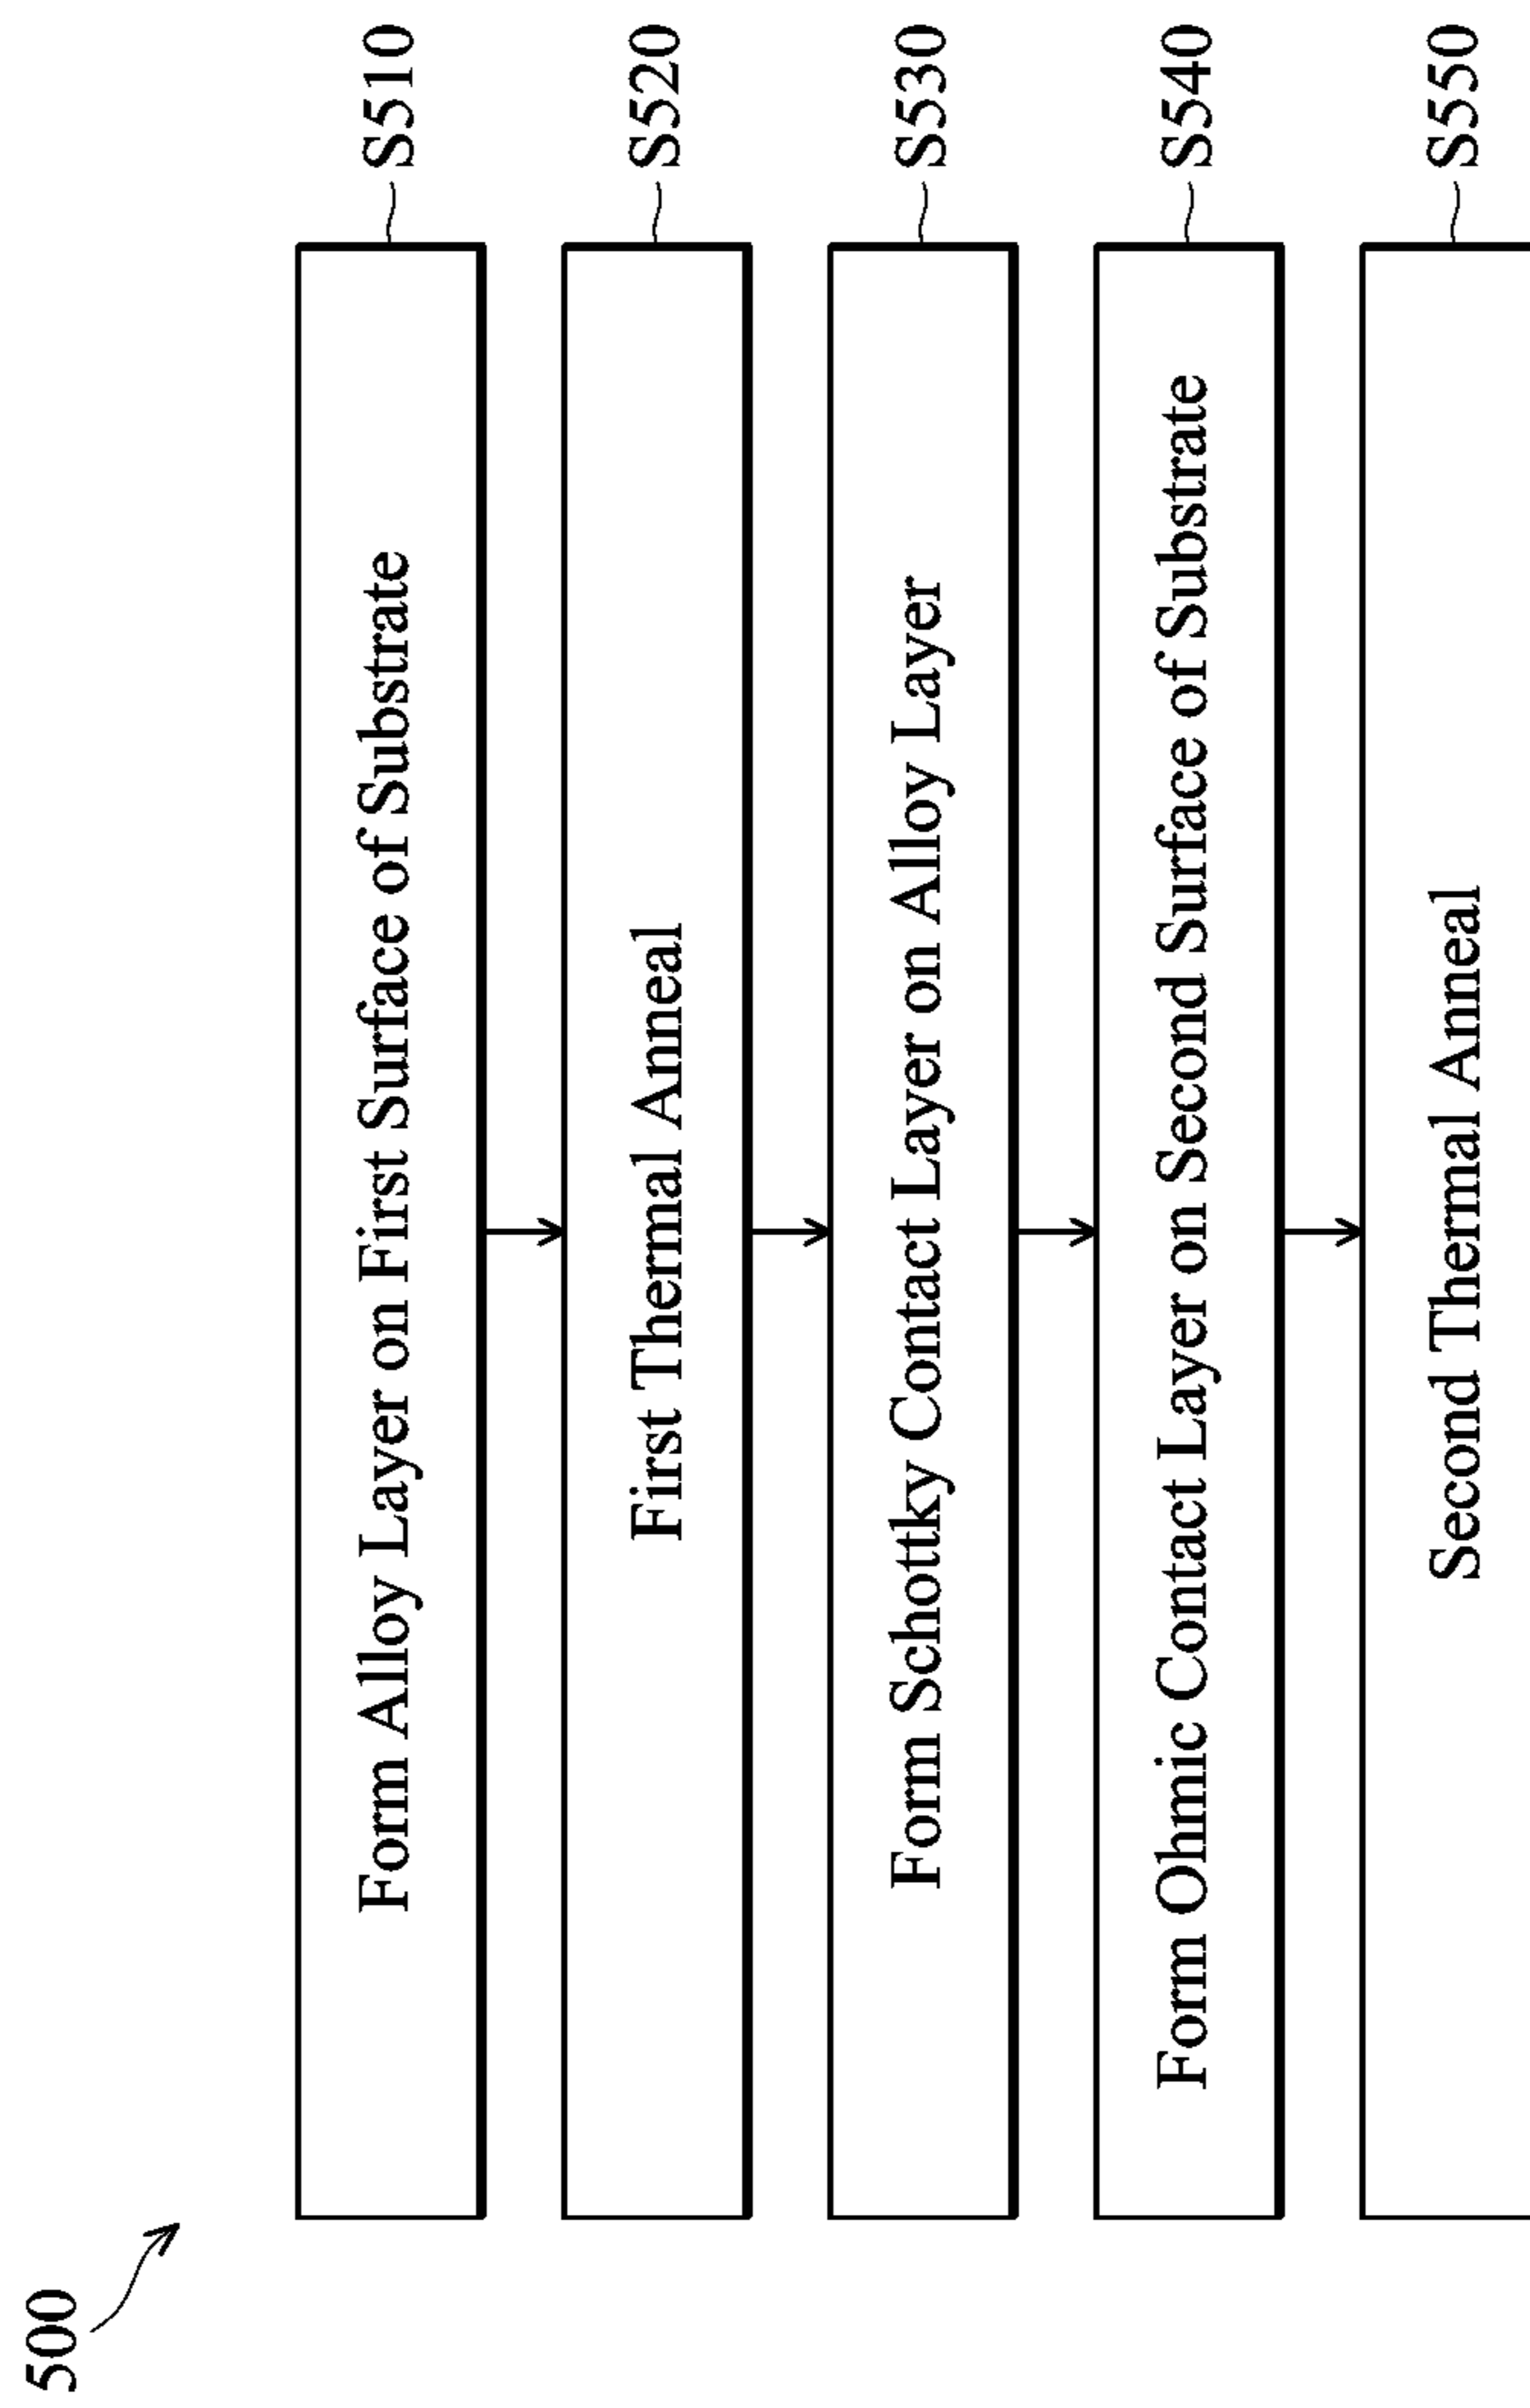 500
Form Alloy Layer on First Surface of Substrate
S510
First Thermal Anneal
S520
Form Schottky Contact Layer on Alloy Layer
S530
Form Ohmic Contact Layer on Second Surface of Substrate
S540
Second Thermal Anneal
S550